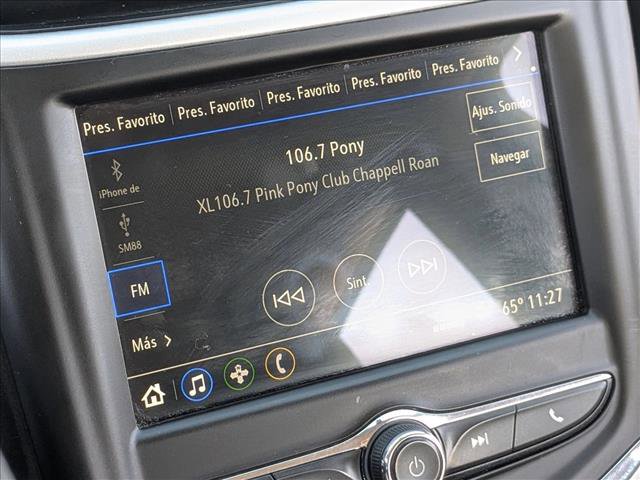 Pres. Favorito Pres. Favorito Pres. Favorito Pres. Favorito Pres. Favorito
Ajus. Sonido
106.7 Pony
XL106.7 Pink Pony Club Chappell Roan
Navegar
iPhone de
SM88
FM
Sint.
Más
65° 11:27